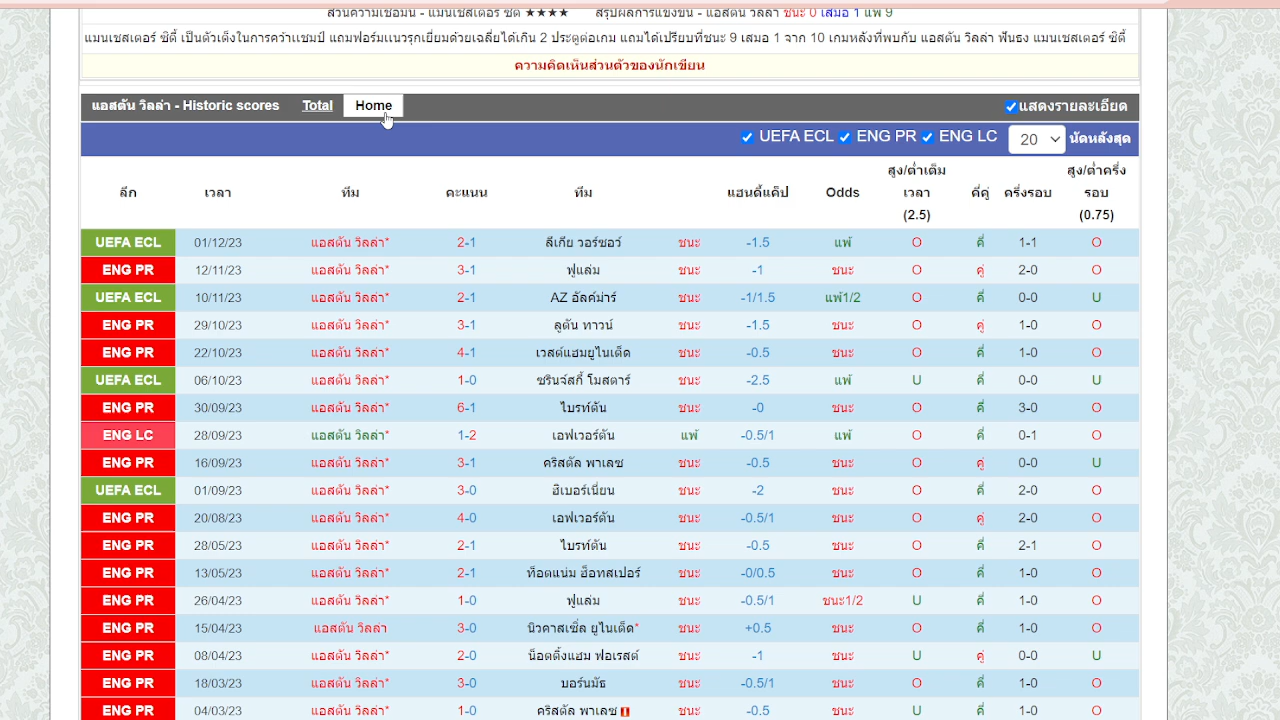 ส่วนความเชื่อมั่น - แมนเชสเตอร์ ซิตี้ ★★★★ สรุปผลการแข่งขัน - แอสตัน วิลล่า ชนะ 0 เสมอ 1 แพ้ 9
แมนเชสเตอร์ ซิตี้ เป็นตัวเต็งในการคว้าแชมป์ แถมฟอร์มแนวรุกเยี่ยมด้วยเฉลี่ยได้เกิน 2 ประตูต่อเกม แถมได้เปรียบที่ชนะ 9 เสมอ 1 จาก 10 เกมหลังที่พบกับ แอสตัน วิลล่า ฟันธง แมนเชสเตอร์ ซิตี้
ความคิดเห็นส่วนตัวของนักเขียน
แอสตัน วิลล่า - Historic scores Total Home แสดงรายละเอียด
UEFA ECL ENG PR ENG LC 20 นัดหลังสุด
ลีก เวลา ทีม คะแนน ทีม แฮนดี้แค็ป Odds สูง/ต่ำเต็มเวลา (2.5) คี่คู่ ครึ่งรอบ สูง/ต่ำครึ่งรอบ (0.75)
UEFA ECL 01/12/23 แอสตัน วิลล่า* 2-1 ลีเกีย วอร์ซอว์ ชนะ -1.5 แพ้ O คี่ 1-1 O
ENG PR 12/11/23 แอสตัน วิลล่า* 3-1 ฟูแล่ม ชนะ -1 ชนะ O คู่ 2-0 O
UEFA ECL 10/11/23 แอสตัน วิลล่า* 2-1 AZ อัลค์ม่าร์ ชนะ -1/1.5 แพ้1/2 O คี่ 0-0 U
ENG PR 29/10/23 แอสตัน วิลล่า* 3-1 ลูตัน ทาวน์ ชนะ -1.5 ชนะ O คู่ 1-0 O
ENG PR 22/10/23 แอสตัน วิลล่า* 4-1 เวสต์แฮมยูไนเต็ด ชนะ -0.5 ชนะ O คี่ 1-0 O
UEFA ECL 06/10/23 แอสตัน วิลล่า* 1-0 ซรินจ์สกี้ โมสตาร์ ชนะ -2.5 แพ้ U คี่ 0-0 U
ENG PR 30/09/23 แอสตัน วิลล่า* 6-1 ไบรท์ตัน ชนะ -0 ชนะ O คี่ 3-0 O
ENG LC 28/09/23 แอสตัน วิลล่า* 1-2 เอฟเวอร์ตัน แพ้ -0.5/1 แพ้ O คี่ 0-1 O
ENG PR 16/09/23 แอสตัน วิลล่า* 3-1 คริสตัล พาเลซ ชนะ -0.5 ชนะ O คู่ 0-0 U
UEFA ECL 01/09/23 แอสตัน วิลล่า* 3-0 ฮิเบอร์เนี่ยน ชนะ -2 ชนะ O คี่ 2-0 O
ENG PR 20/08/23 แอสตัน วิลล่า* 4-0 เอฟเวอร์ตัน ชนะ -0.5/1 ชนะ O คู่ 2-0 O
ENG PR 28/05/23 แอสตัน วิลล่า* 2-1 ไบรท์ตัน ชนะ -0.5 ชนะ O คี่ 2-1 O
ENG PR 13/05/23 แอสตัน วิลล่า* 2-1 ท็อตแน่ม ฮ็อทสเปอร์ ชนะ -0/0.5 ชนะ O คี่ 1-0 O
ENG PR 26/04/23 แอสตัน วิลล่า* 1-0 ฟูแล่ม ชนะ -0.5/1 ชนะ1/2 U คี่ 1-0 O
ENG PR 15/04/23 แอสตัน วิลล่า 3-0 นิวคาสเซิ่ล ยูไนเต็ด* ชนะ +0.5 ชนะ O คี่ 1-0 O
ENG PR 08/04/23 แอสตัน วิลล่า* 2-0 น็อตติ้งแฮม ฟอเรสต์ ชนะ -1 ชนะ U คู่ 0-0 U
ENG PR 18/03/23 แอสตัน วิลล่า* 3-0 บอร์นมัธ ชนะ -0.5/1 ชนะ O คี่ 1-0 O
ENG PR 04/03/23 แอสตัน วิลล่า* 1-0 คริสตัล พาเลซ ชนะ -0.5 ชนะ U คี่ 1-0 O